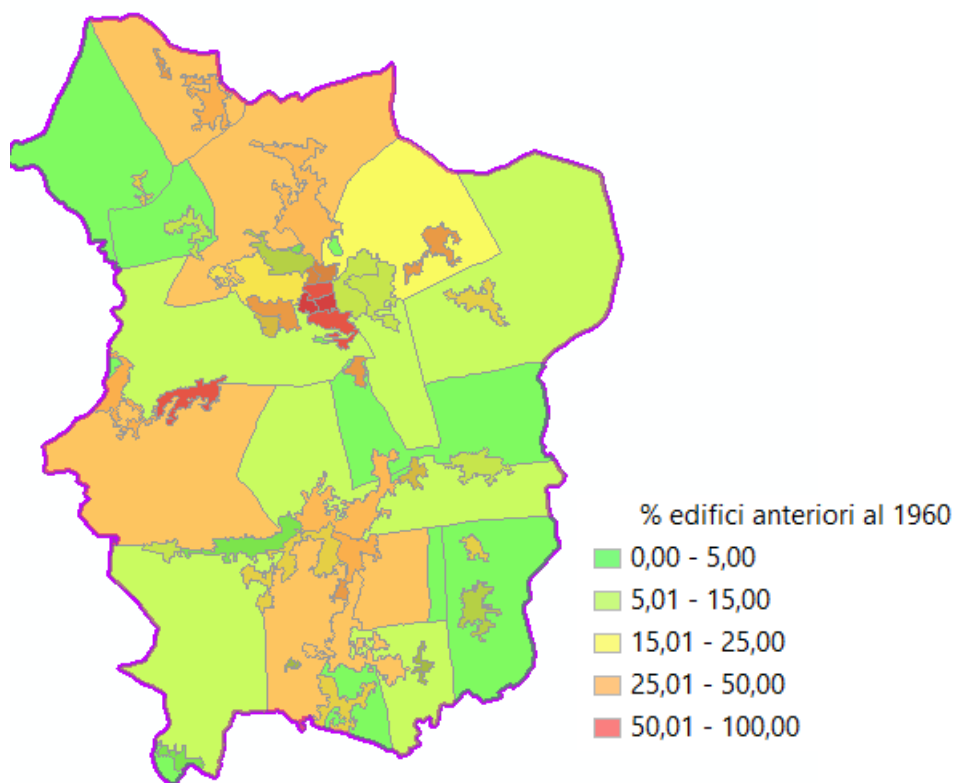 % edifici anteriori al 1960
0,00 - 5,00
5,01 - 15,00
15,01 - 25,00
25,01 - 50,00
50,01 - 100,00